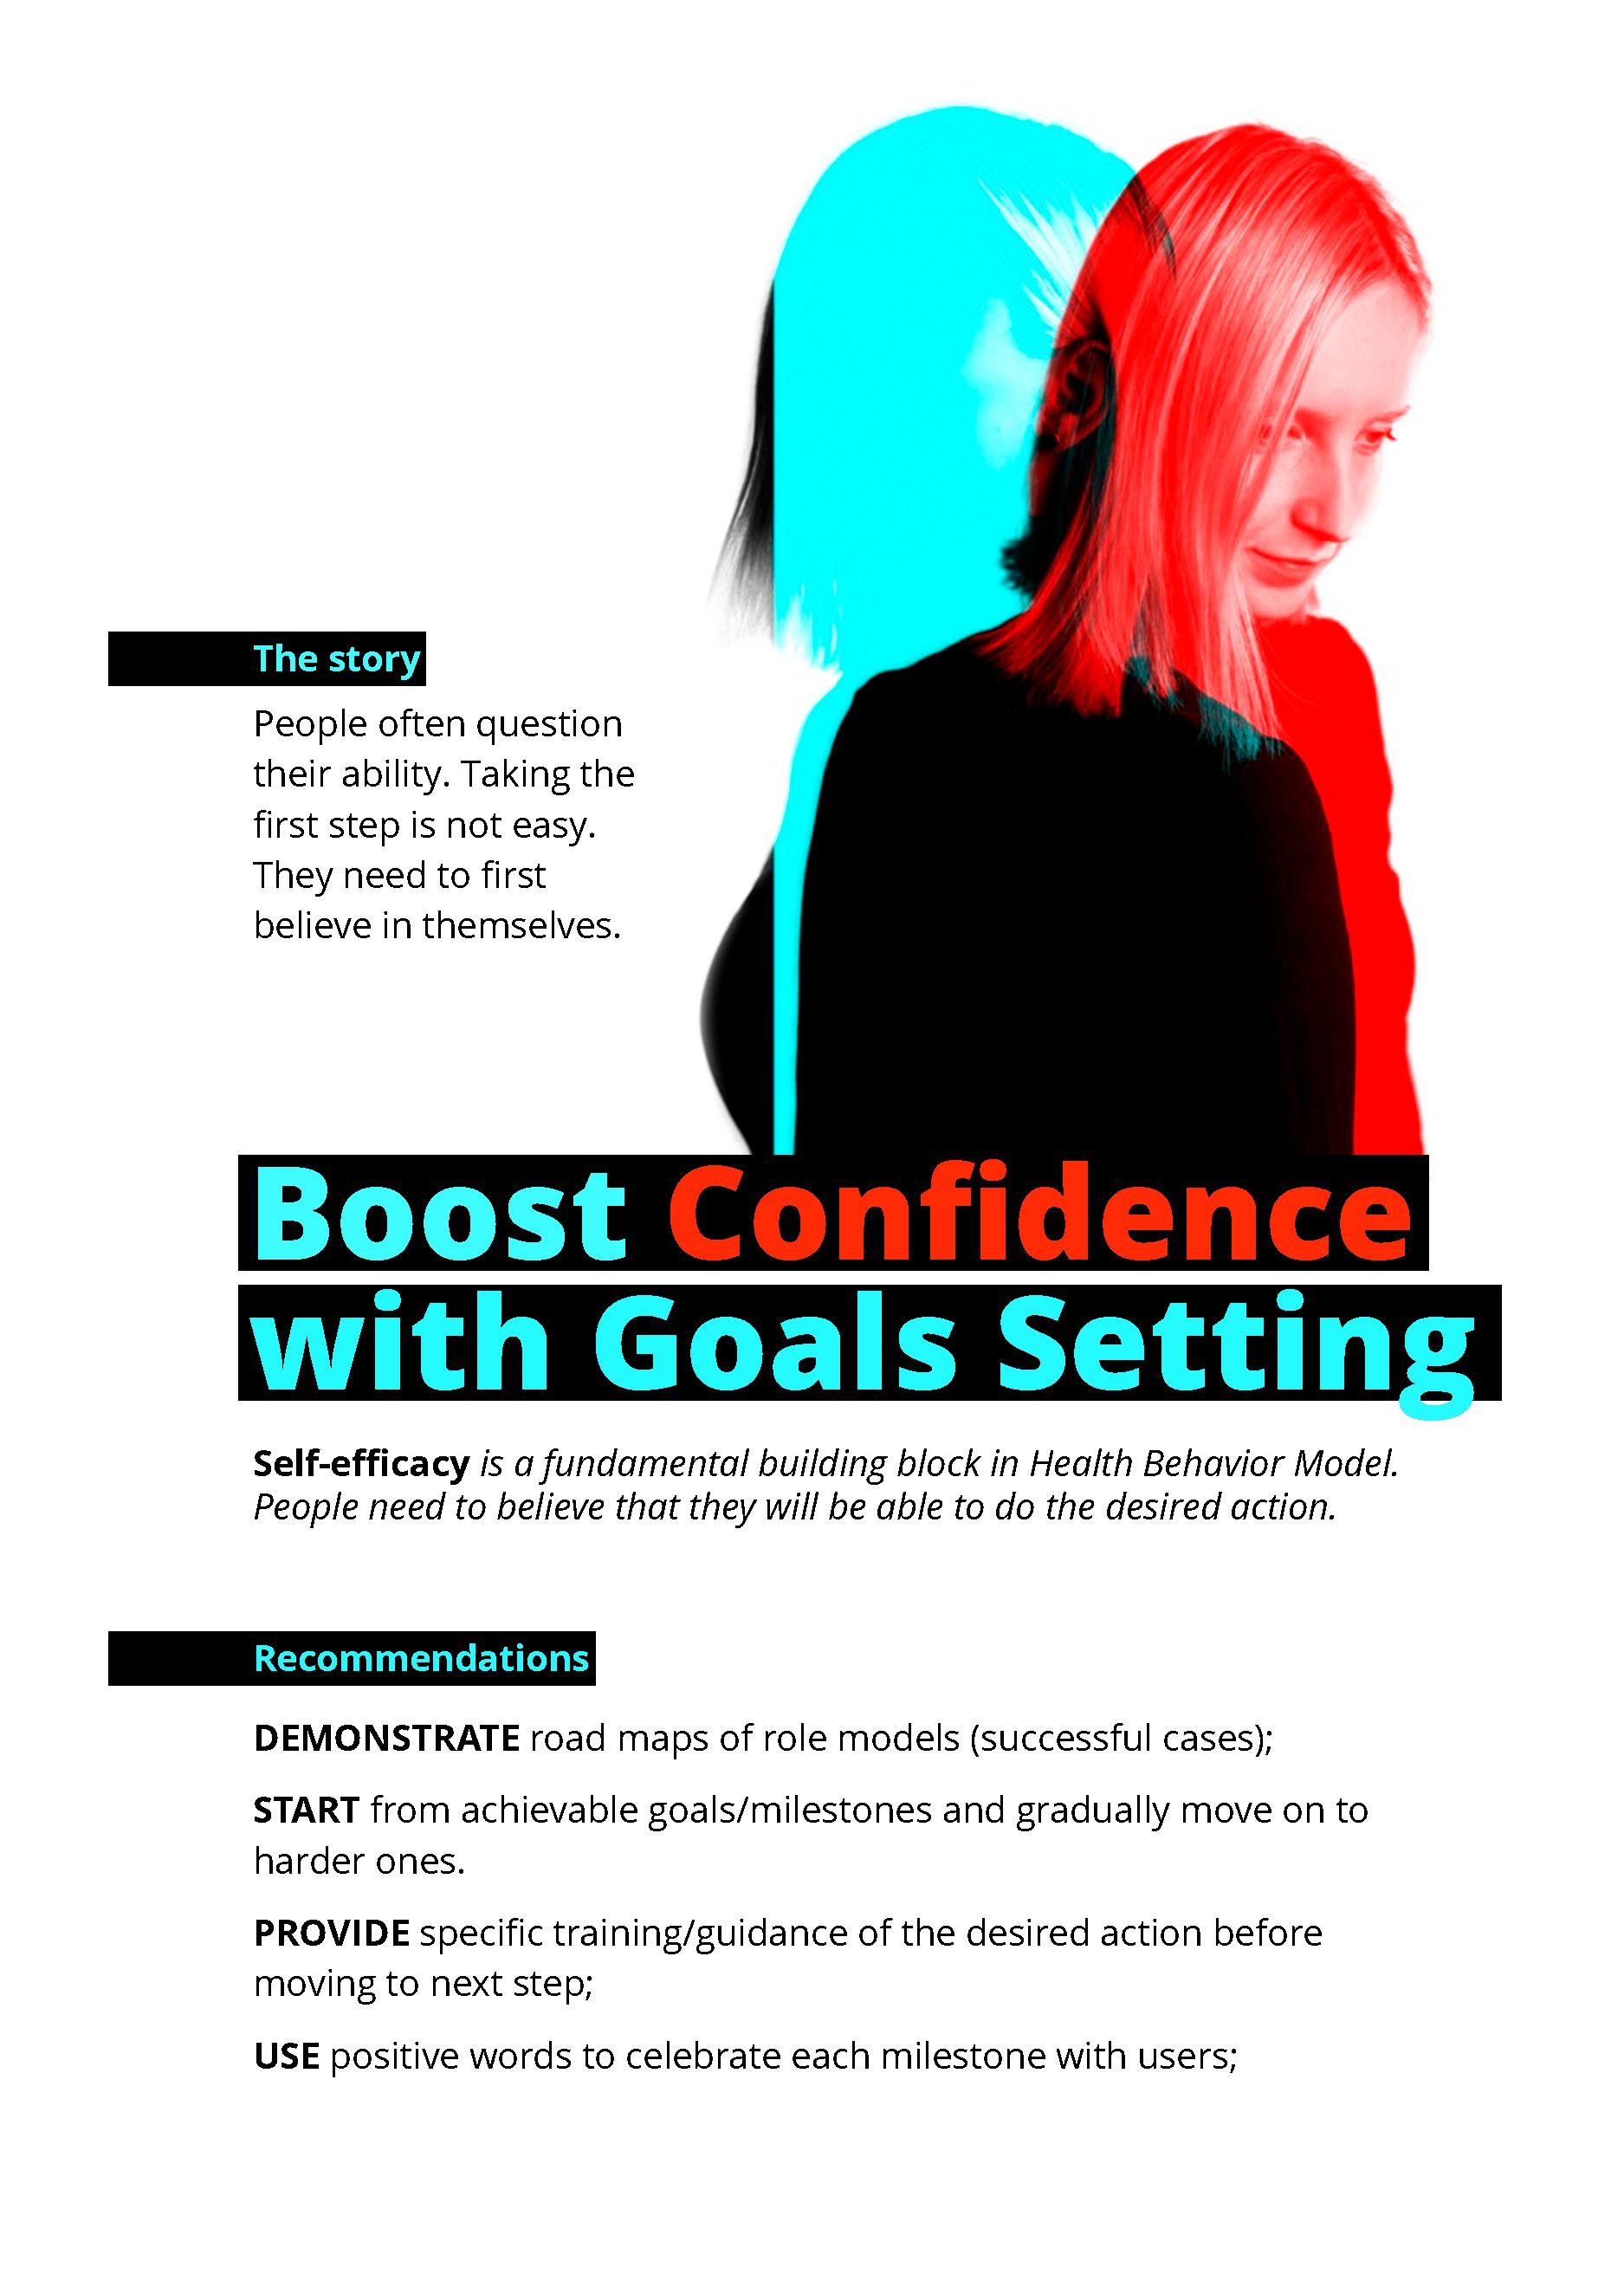 The story
People often question
their ability. Taking the
first step is not easy.
They need to first
believe in themselves.
Boost Confidence
with Goals Setting
Self-efficacy is a fundamental building block in Health Behavior Model.
People need to believe that they will be able to do the desired action.
Recommendations
DEMONSTRATE road maps of role models (successful cases);
START from achievable goals/milestones and gradually move on to
harder ones.
PROVIDE specific training/guidance of the desired action before
moving to next step;
USE positive words to celebrate each milestone with users;